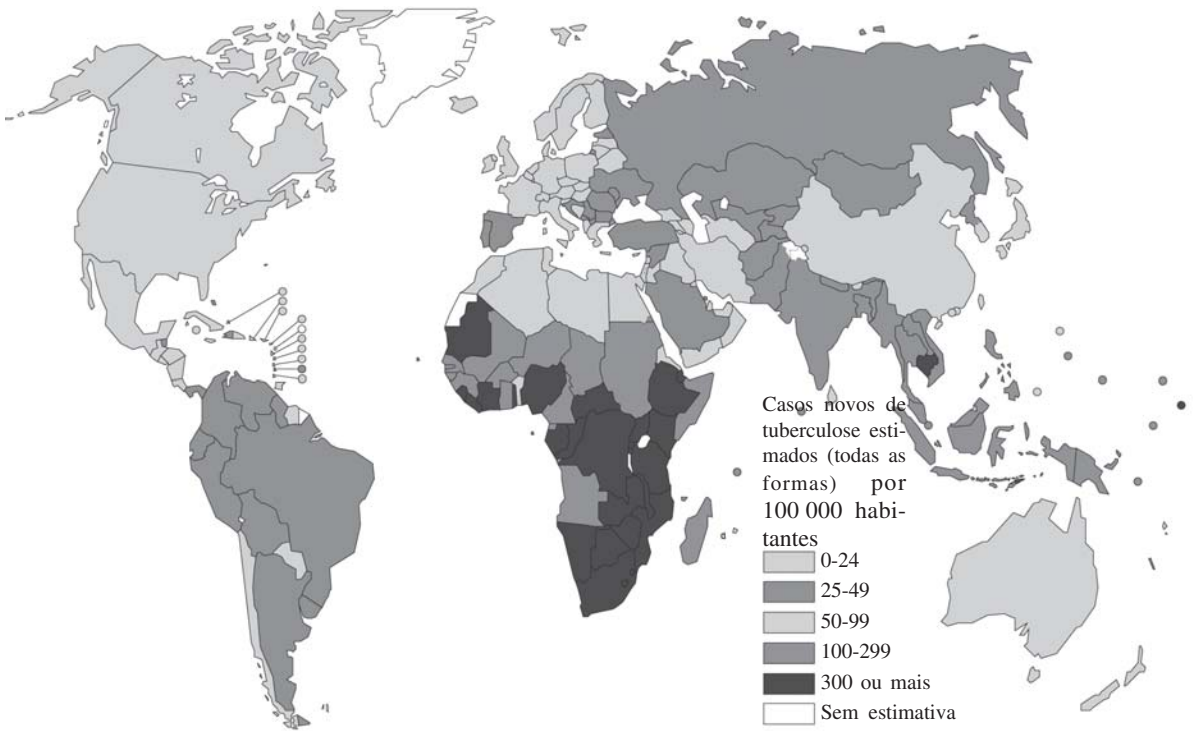 Casos novos de
tuberculose esti-
mados (todas as
formas) por
100 000 habi-
tantes
0-24
25-49
50-99
100-299
300 ou mais
Sem estimativa